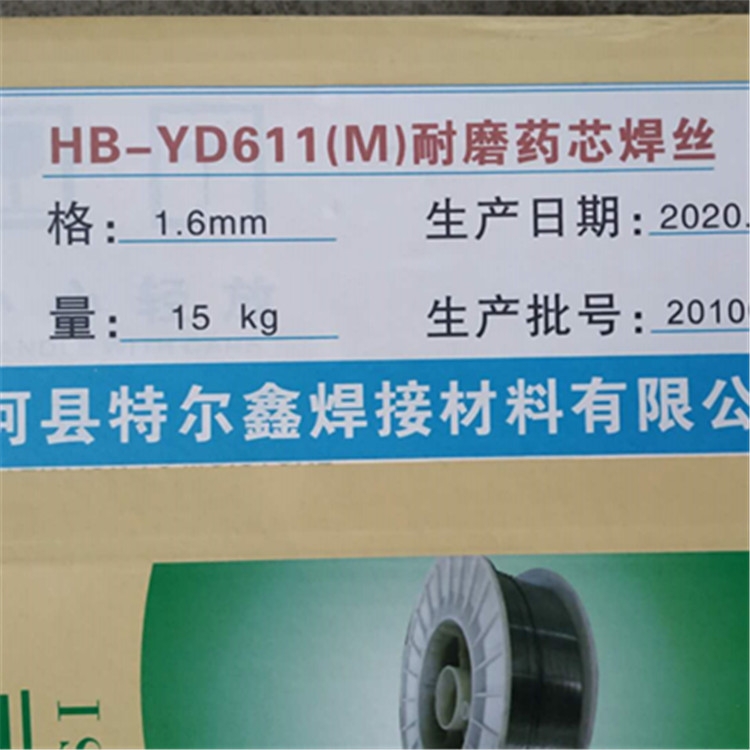 HB-YD611(M)耐磨药芯焊丝
格: 1.6mm 生产日期: 2020.
量: 15 kg 生产批号: 2010
河县特尔鑫焊接材料有限公